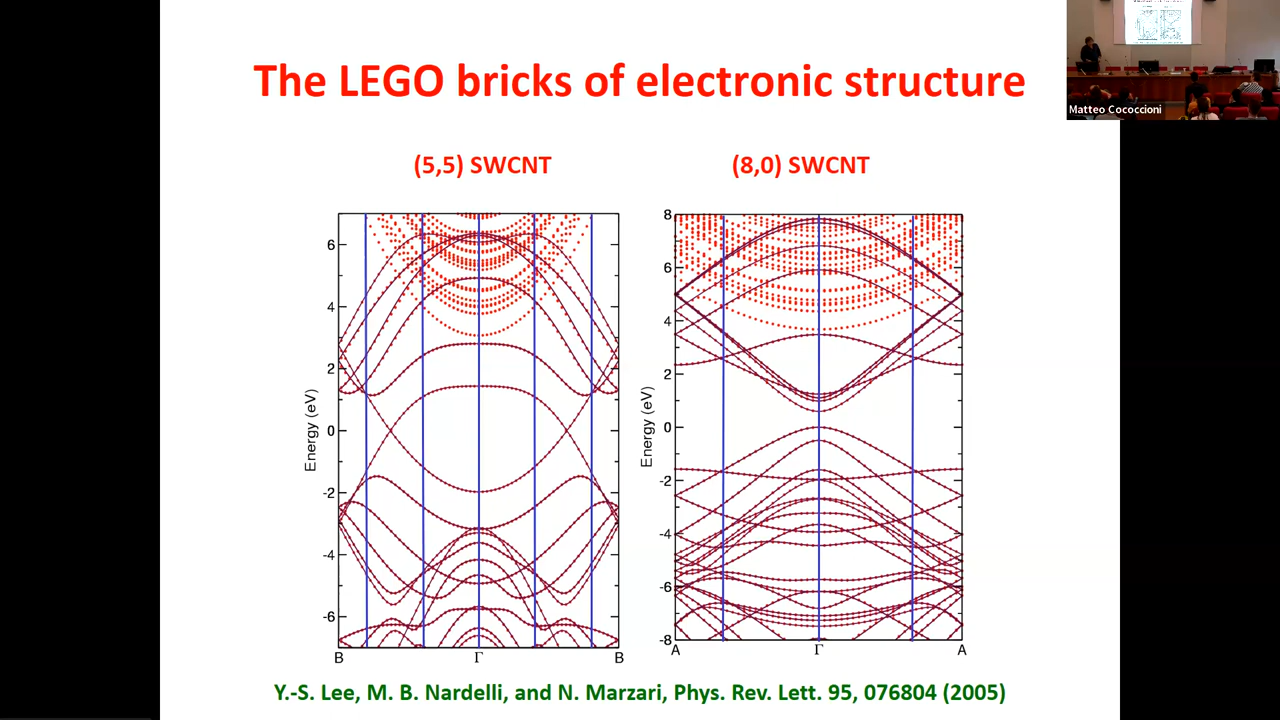 The LEGO bricks of electronic structure
Matteo Cococcioni
(5,5) SWCNT
(8,0) SWCNT
Energy (eV)
6
4
2
0
-2
-4
-6
B
Γ
B
Energy (eV)
8
6
4
2
0
-2
-4
-6
-8
A
Γ
A
Y.-S. Lee, M. B. Nardelli, and N. Marzari, Phys. Rev. Lett. 95, 076804 (2005)